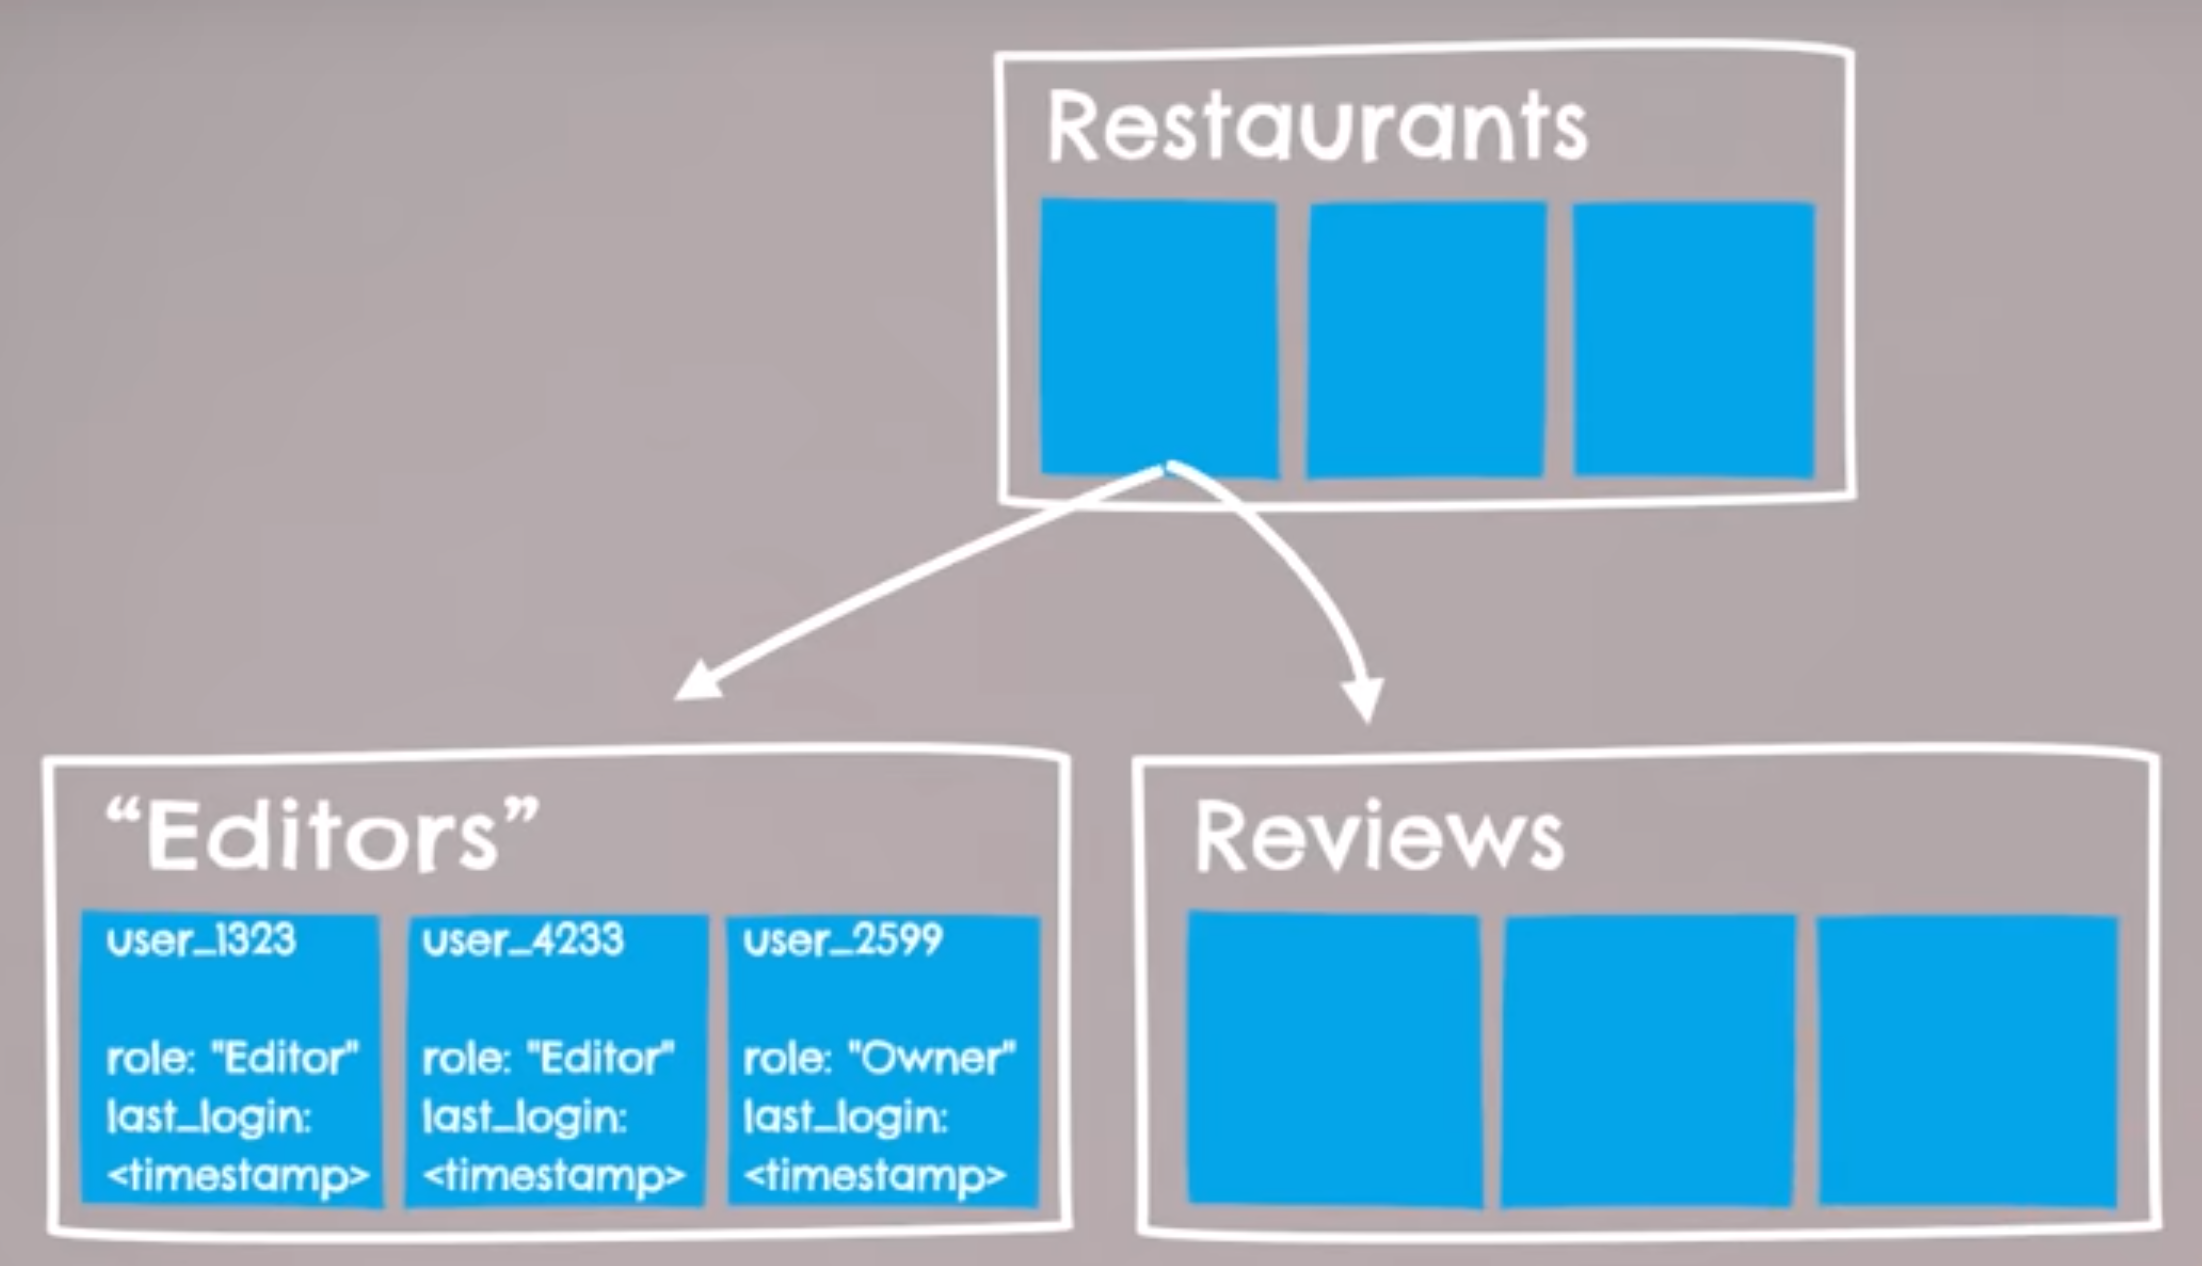 Restaurants
“Editors”
user_1323
role: "Editor"
last_login:
<timestamp>
user_4233
role: "Editor"
last_login:
<timestamp>
user_2599
role: "Owner"
last_login:
<timestamp>
Reviews